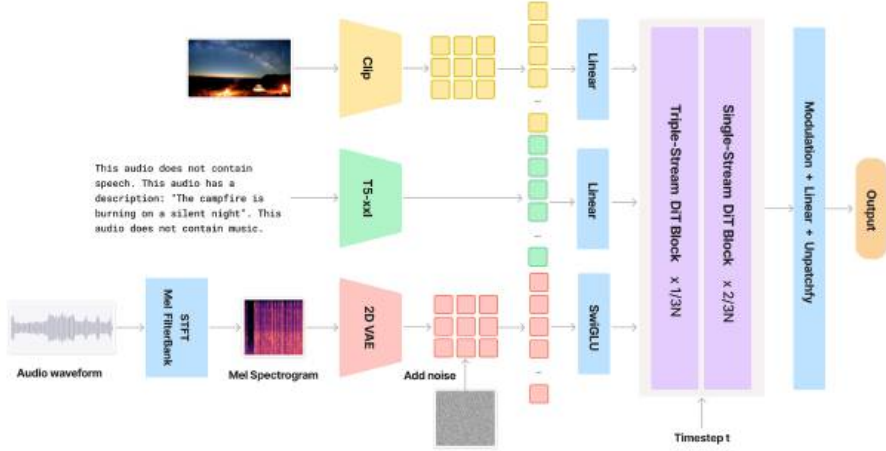 Clip
Linear
This audio does not contain
speech. This audio has a
description: "The campfire is
burning on a silent night". This
audio does not contain music.
T5-xxl
Linear
Audio waveform
STFT
Mel FilterBank
Mel Spectrogram
2D VAE
Add noise
SwiGLU
Triple-Stream DiT Block x 1/3N
Single-Stream DiT Block x 2/3N
Timestep t
Modulation + Linear + Unpatchfy
Output